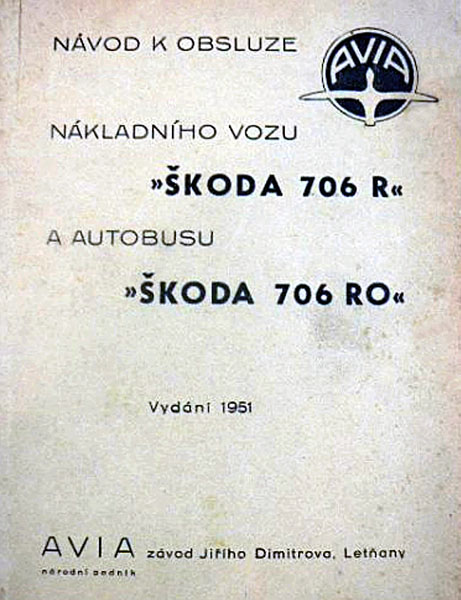 NÁVOD K OBSLUZE
AVIA
NÁKLADNÍHO VOZU
»ŠKODA 706 R«
A AUTOBUSU
»ŠKODA 706 RO«
Vydání 1951
AVIA závod Jiřího Dimitrova, Letňany
národní podnik